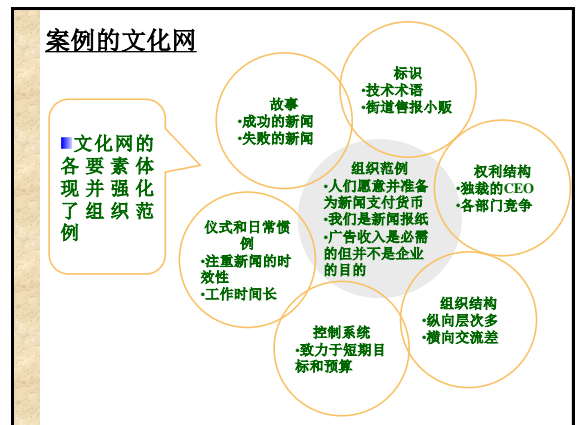 案例的文化网
文化网的
各要素体
现并强化
了组织范
例
故事
·成功的新闻
·失败的新闻
标识
·技术术语
·街道售报小贩
组织范例
·人们愿意并准备
为新闻支付货币
·我们是新闻报纸
·广告收入是必需
的但并不是企业
的目的
权利结构
·独裁的CEO
·各部门竞争
仪式和日常惯
例
·注重新闻的时
效性
·工作时间长
组织结构
·纵向层次多
·横向交流差
控制系统
·致力于短期目
标和预算